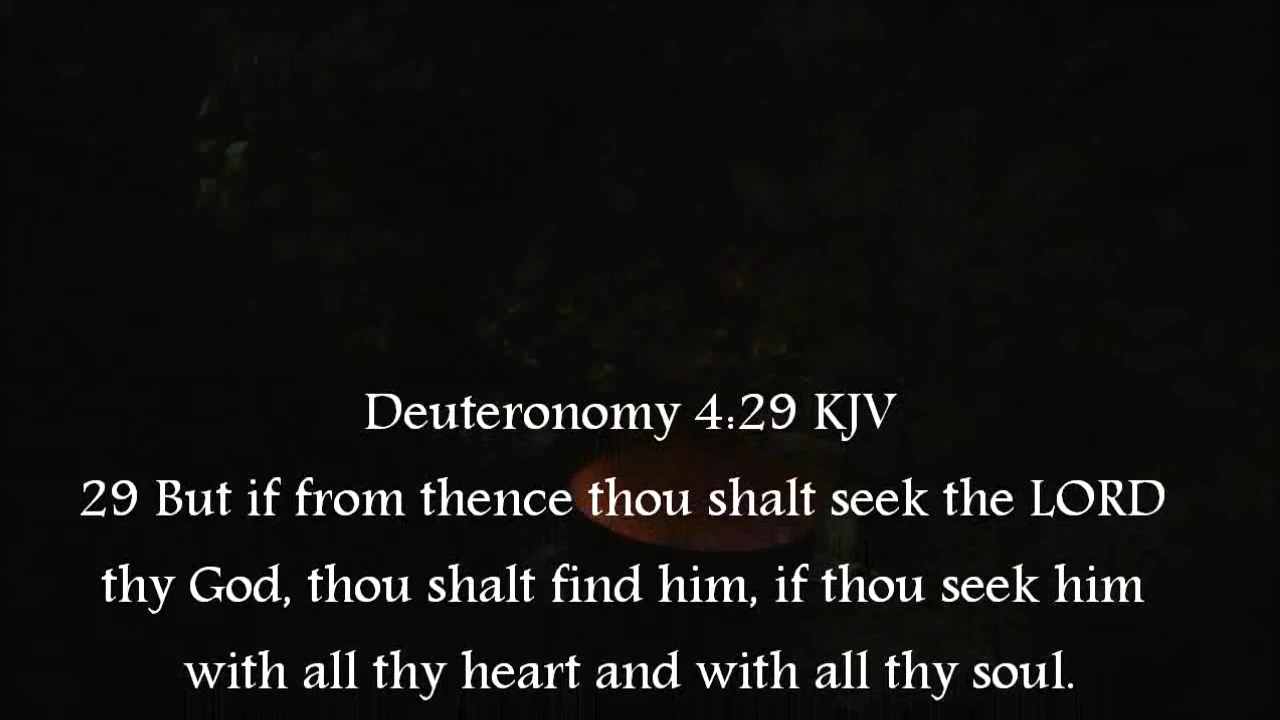 Deuteronomy 4:29 KJV
29 But if from thence thou shalt seek the LORD
thy God, thou shalt find him, if thou seek him
with all thy heart and with all thy soul.